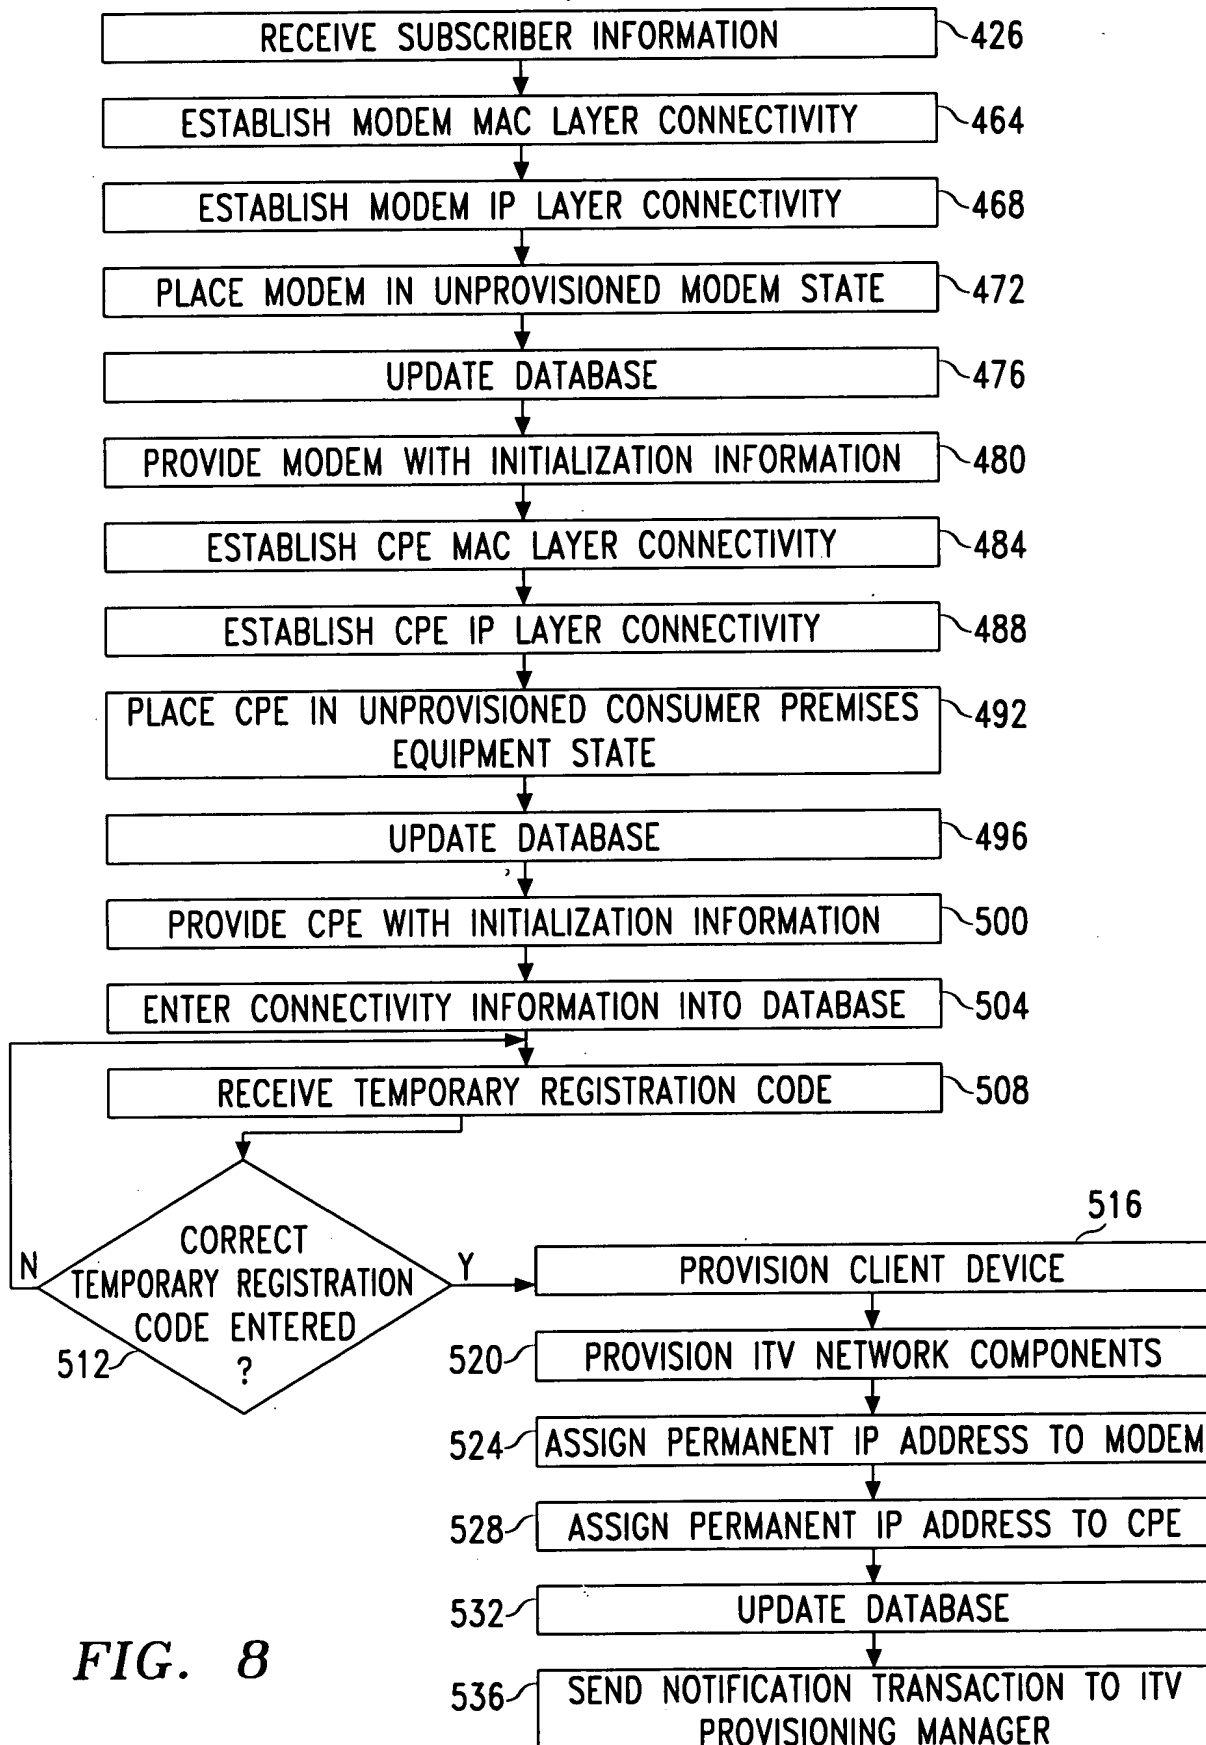 RECEIVE SUBSCRIBER INFORMATION 426
ESTABLISH MODEM MAC LAYER CONNECTIVITY 464
ESTABLISH MODEM IP LAYER CONNECTIVITY 468
PLACE MODEM IN UNPROVISIONED MODEM STATE 472
UPDATE DATABASE 476
PROVIDE MODEM WITH INITIALIZATION INFORMATION 480
ESTABLISH CPE MAC LAYER CONNECTIVITY 484
ESTABLISH CPE IP LAYER CONNECTIVITY 488
PLACE CPE IN UNPROVISIONED CONSUMER PREMISES 492
EQUIPMENT STATE
UPDATE DATABASE 496
PROVIDE CPE WITH INITIALIZATION INFORMATION 500
ENTER CONNECTIVITY INFORMATION INTO DATABASE 504
RECEIVE TEMPORARY REGISTRATION CODE 508
CORRECT
TEMPORARY REGISTRATION
CODE ENTERED
?
512
N
Y
516
PROVISION CLIENT DEVICE
520 PROVISION ITV NETWORK COMPONENTS
524 ASSIGN PERMANENT IP ADDRESS TO MODEM
528 ASSIGN PERMANENT IP ADDRESS TO CPE
532 UPDATE DATABASE
536 SEND NOTIFICATION TRANSACTION TO ITV
PROVISIONING MANAGER
FIG. 8